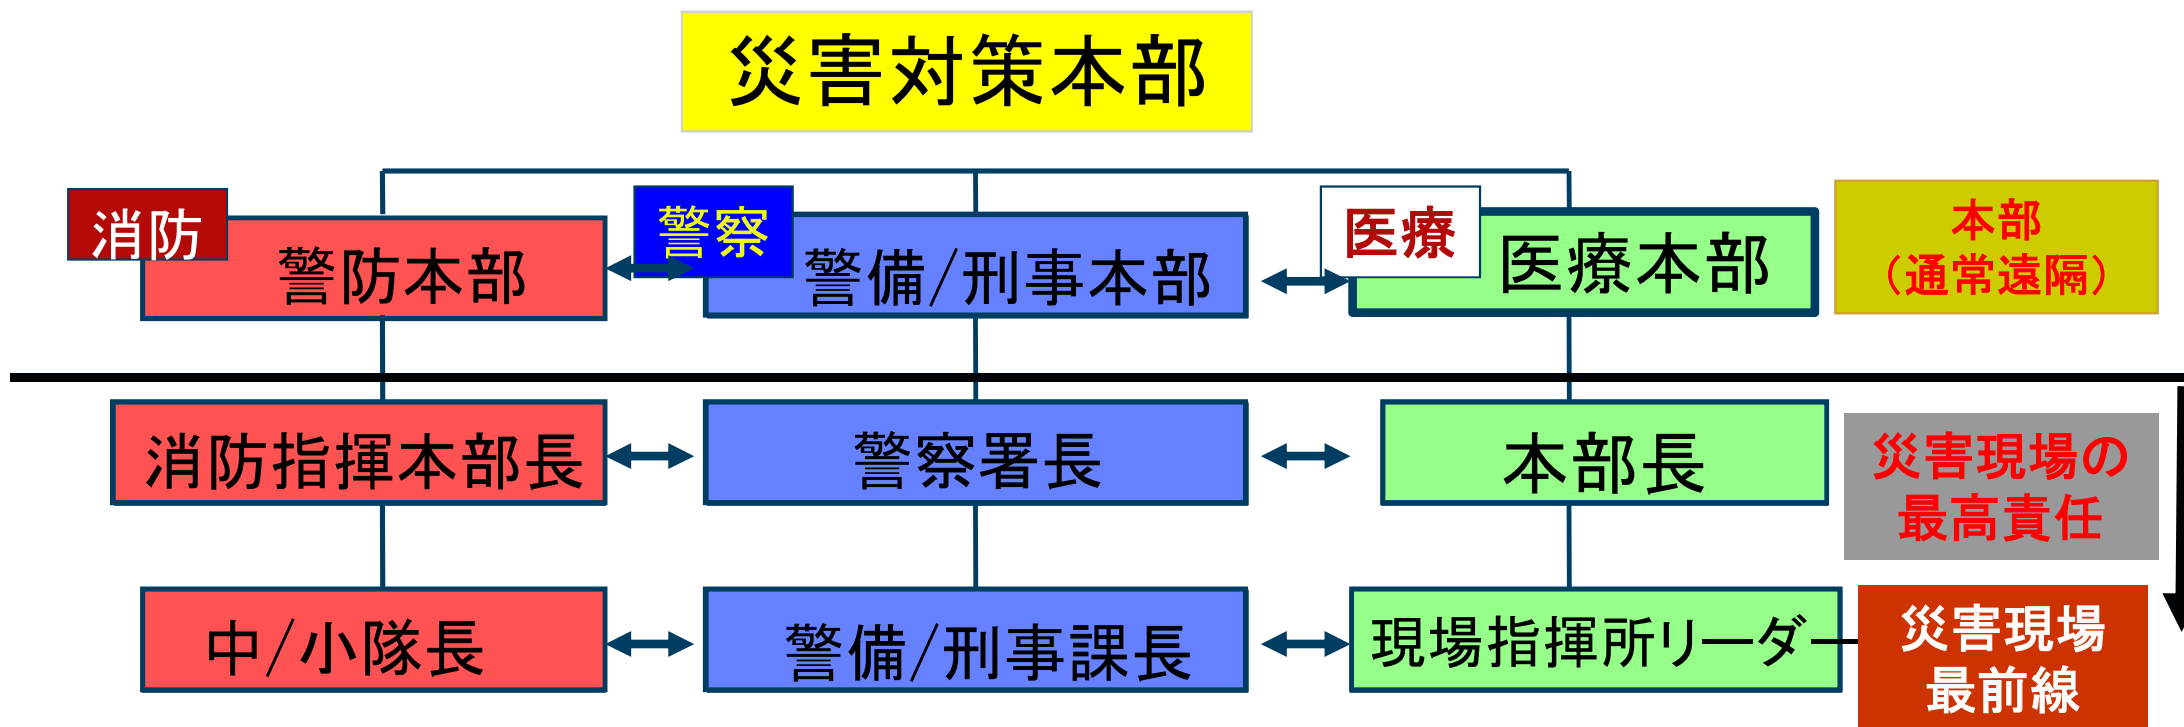 災害対策本部
消防
警察
医療
警防本部
警備/刑事本部
医療本部
本部
（通常遠隔）
消防指揮本部長
警察署長
本部長
災害現場の
最高責任
中/小隊長
警備/刑事課長
現場指揮所リーダー
災害現場
最前線